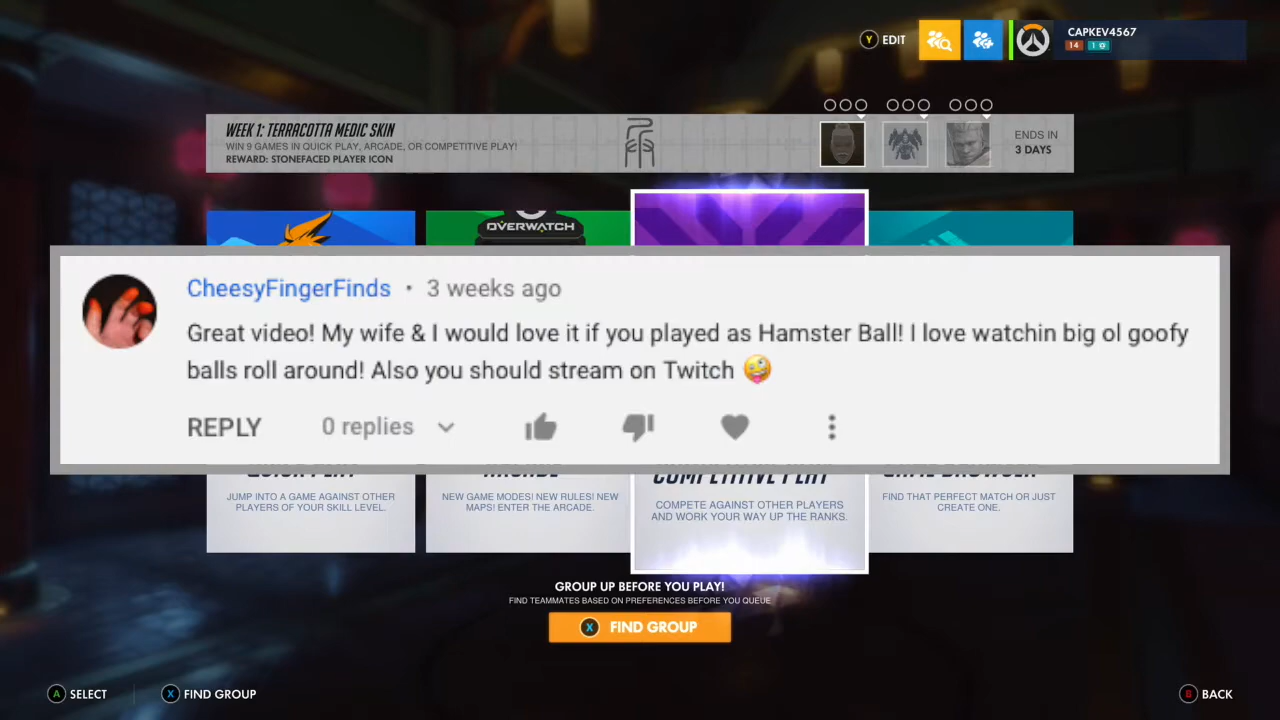 Y EDIT
CAPKEV4567
14 1
WEEK 1: TERRACOTTA MEDIC SKIN
WIN 9 GAMES IN QUICK PLAY, ARCADE, OR COMPETITIVE PLAY!
REWARD: STONEFACED PLAYER ICON
ENDS IN
3 DAYS
OVERWATCH
CheesyFingerFinds • 3 weeks ago
Great video! My wife & I would love it if you played as Hamster Ball! I love watchin big ol goofy
balls roll around! Also you should stream on Twitch 🤪
REPLY 0 replies
COMPETITIVE PLAY
JUMP INTO A GAME AGAINST OTHER
PLAYERS OF YOUR SKILL LEVEL.
NEW GAME MODES! NEW RULES! NEW
MAPS! ENTER THE ARCADE.
COMPETE AGAINST OTHER PLAYERS
AND WORK YOUR WAY UP THE RANKS.
FIND THAT PERFECT MATCH OR JUST
CREATE ONE.
GROUP UP BEFORE YOU PLAY!
FIND TEAMMATES BASED ON PREFERENCES BEFORE YOU QUEUE
X FIND GROUP
A SELECT
X FIND GROUP
B BACK